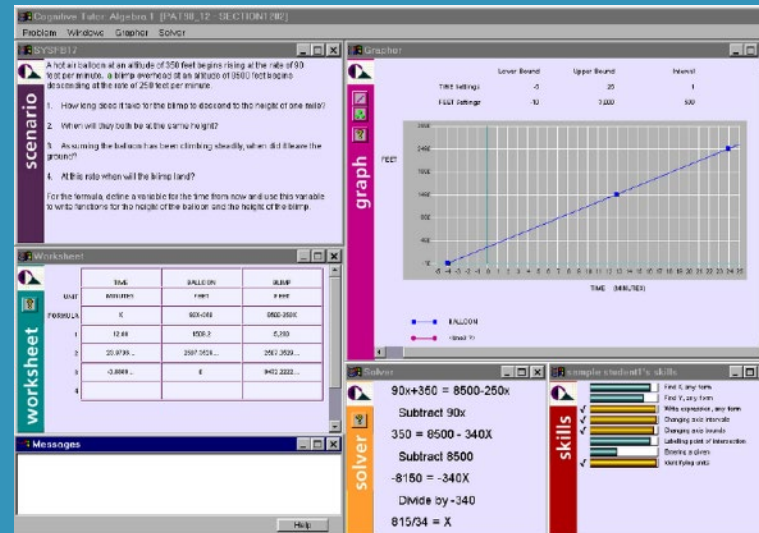 Cognitive Tutor: Algebra 1
Problem Windows Grapher Solver
scenario
A hot air balloon at an altitude of 350 feet begins rising at the rate of 90
feet per minute. a blimp overhead at an altitude of 8500 feet begins
descending at the rate of 250 feet per minute.
1. How long does it take for the blimp to descend to the height of one mile?
2. When will they both be at the same height?
3. Assuming the balloon has been climbing steadily, when did it leave the
ground?
4. At this rate when will the blimp land?
For the formula, define a variable for the time from now and use this variable
to write functions for the height of the balloon and the height of the blimp.
Grapher
graph
Lower Bound Upper Bound Interval
TIME Settings -5 25 1
FEET Settings
FEET
TIME (MINUTES)
BALLOON
Worksheet
worksheet
TIME BALLOON BLIMP
UNIT MINUTES FEET FEET
FORMULA X 8500-250X
1
2
3
4
Messages
Help
Solver
solver
90x+350 = 8500-250x
Subtract 90x
350 = 8500 - 340X
Subtract 8500
-8150 = -340X
Divide by -340
815/34 = X
sample student1's skills
skills
Find X, any form
Find Y, any form
Write expression, any form
Changing axis intervals
Changing axis bounds
Labelling point of intersection
Entering a given
Identifying units